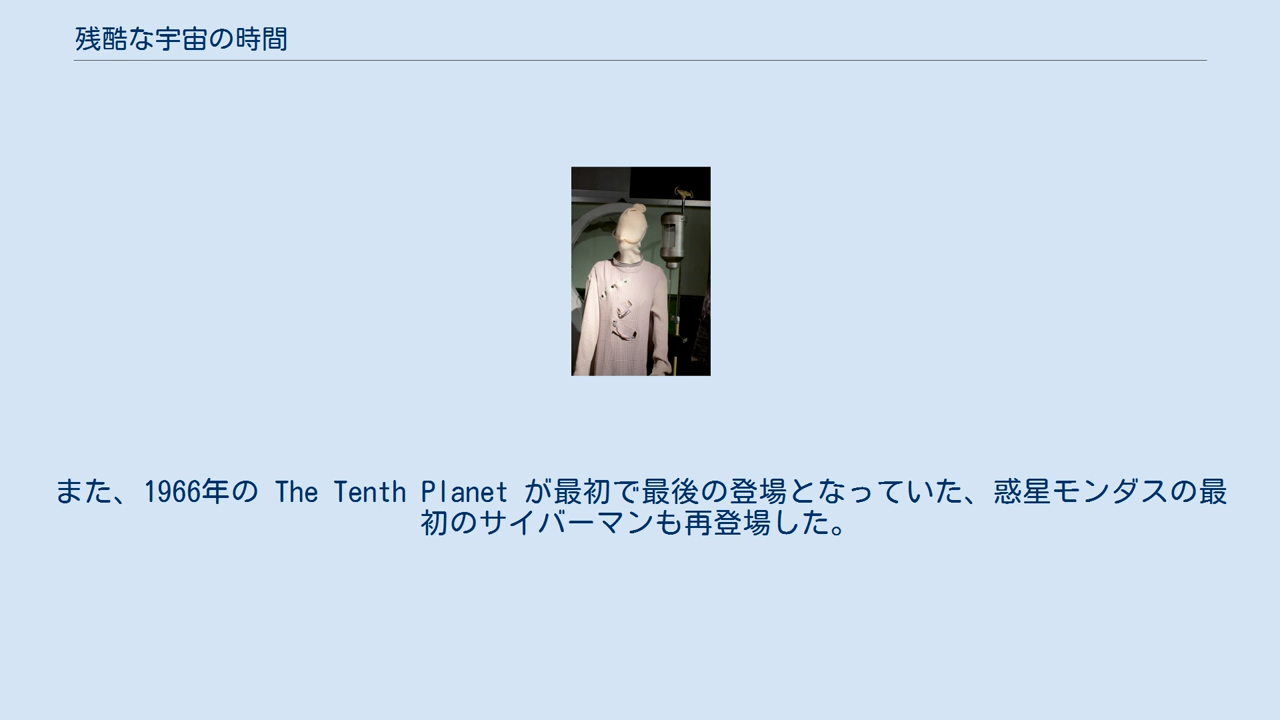 残酷な宇宙の時間
また、1966年の The Tenth Planet が最初で最後の登場となっていた、惑星モンダスの最
初のサイバーマンも再登場した。